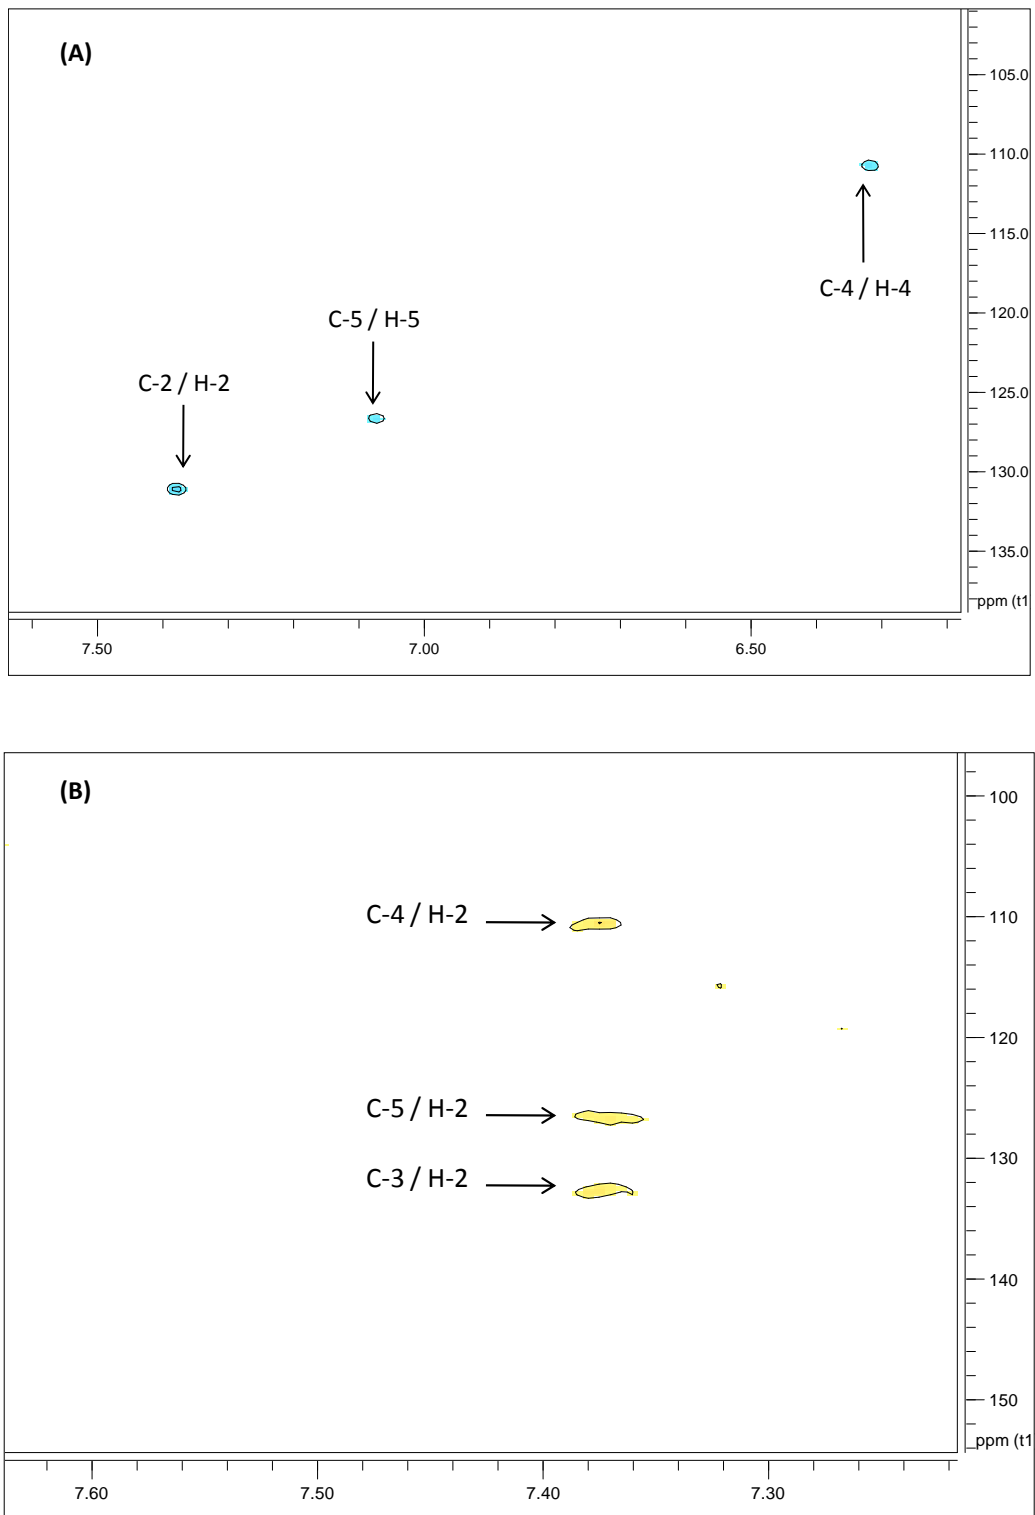 (A)
105.0
110.0
115.0
C-4 / H-4
120.0
C-5 / H-5
125.0
C-2 / H-2
130.0
135.0
ppm (t1
7.50 7.00 6.50
(B)
100
C-4 / H-2
110
120
C-5 / H-2
130
C-3 / H-2
140
150
ppm (t1
7.60 7.50 7.40 7.30